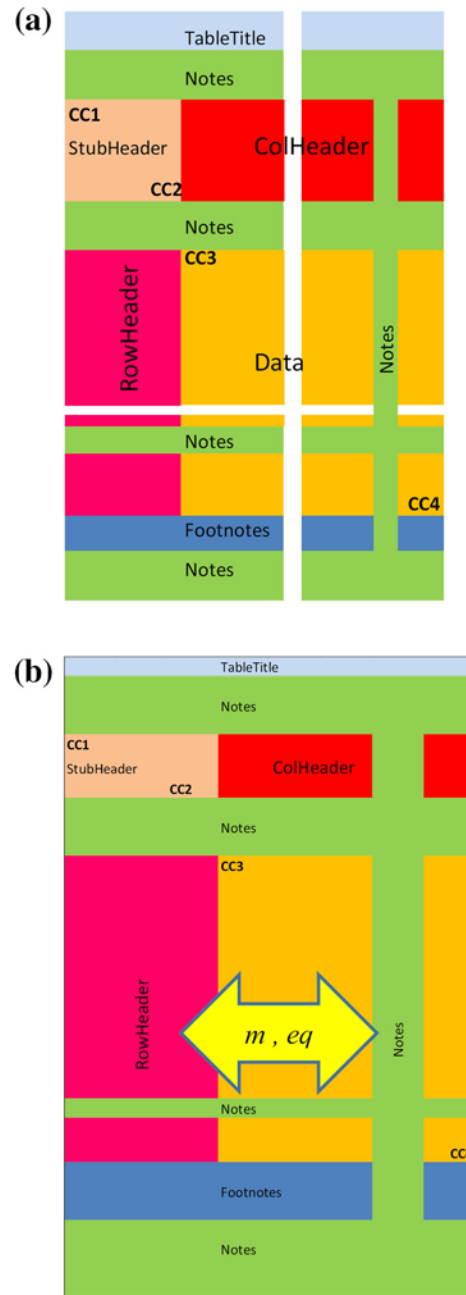 (a)
TableTitle
Notes
CC1
StubHeader
ColHeader
CC2
Notes
CC3
RowHeader
Data
Notes
Notes
CC4
Footnotes
Notes
(b)
TableTitle
Notes
CC1
StubHeader
ColHeader
CC2
Notes
CC3
RowHeader
m , eq
Notes
Notes
CC
Footnotes
Notes